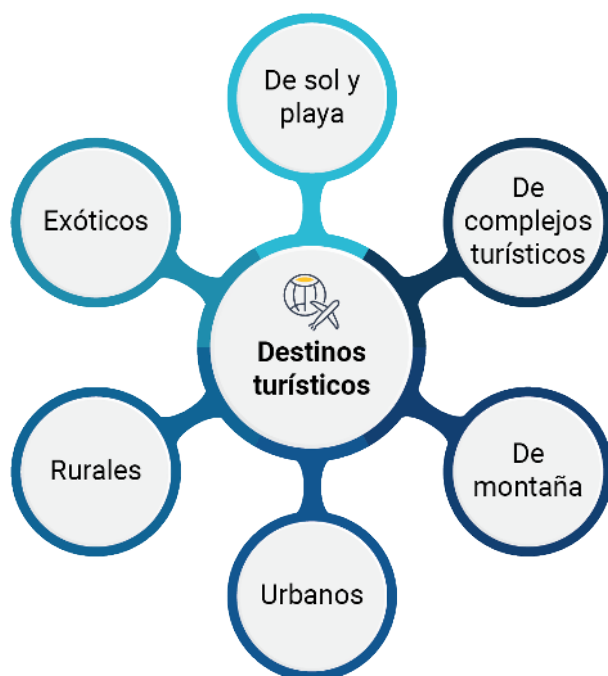 De sol y
playa
Exóticos
De
complejos
turísticos
Destinos
turísticos
Rurales
De
montaña
Urbanos